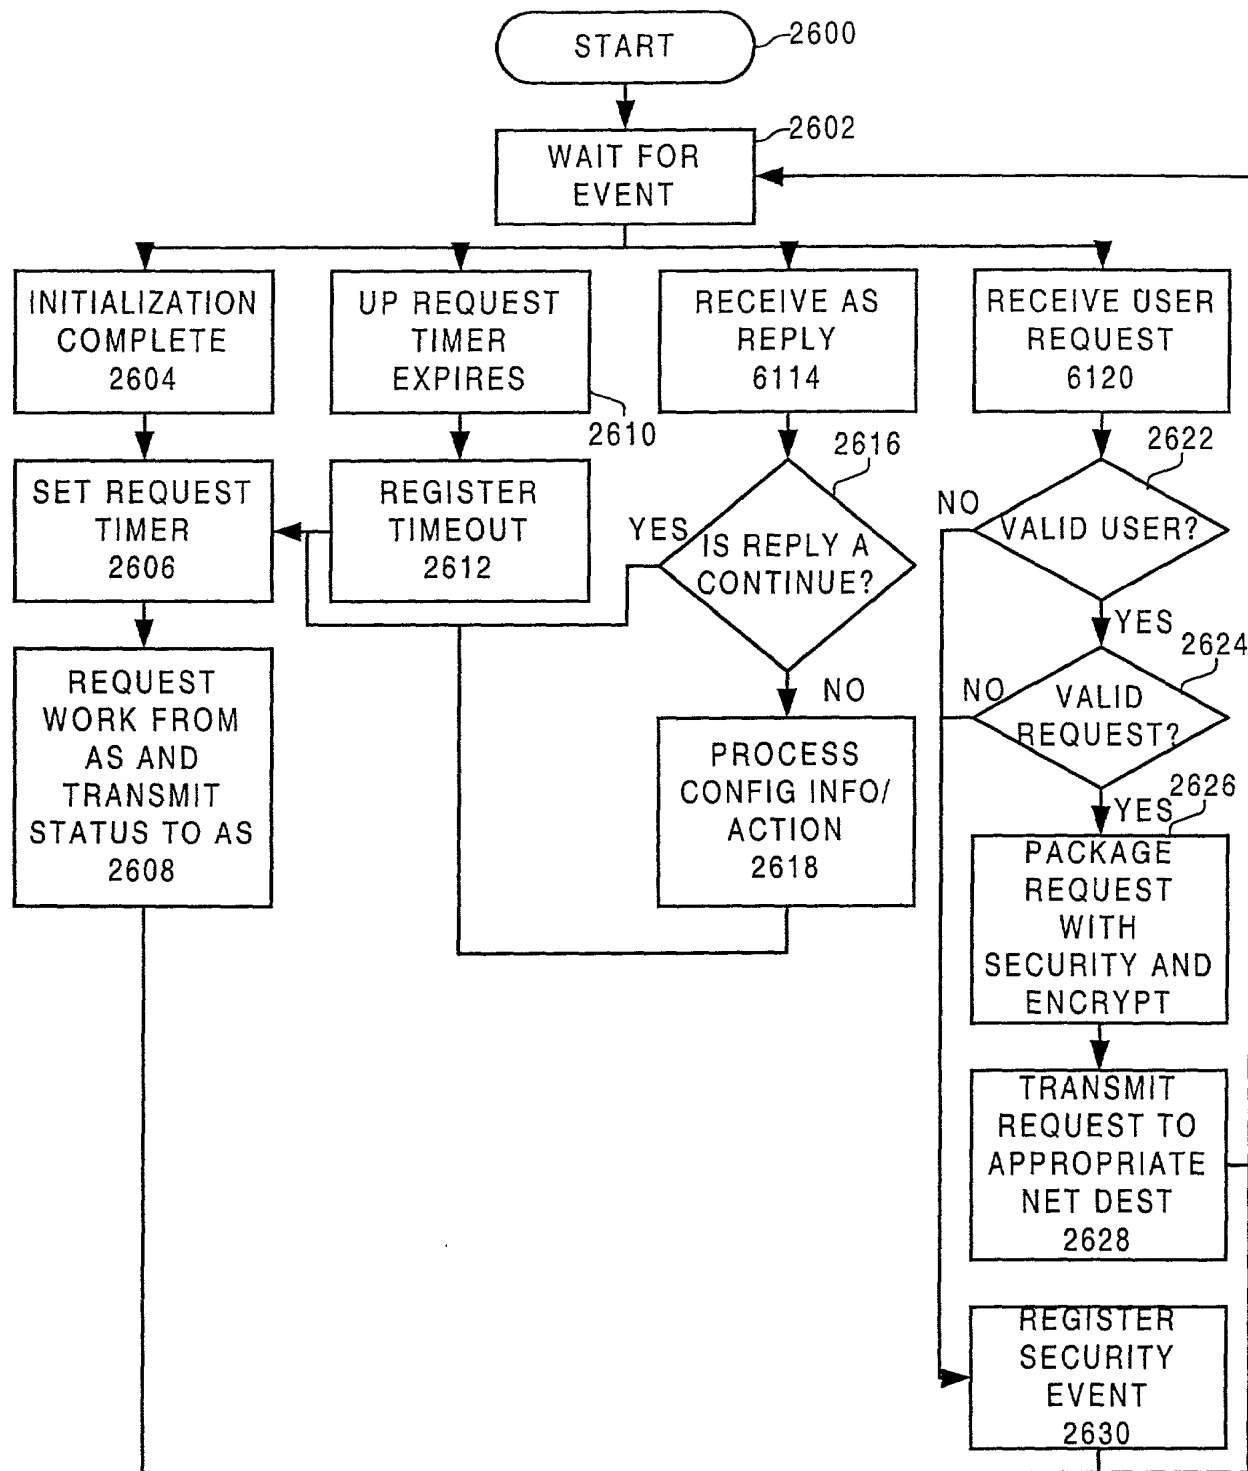 START
2600
WAIT FOR
EVENT
2602
INITIALIZATION
COMPLETE
2604
UP REQUEST
TIMER
EXPIRES
2610
RECEIVE AS
REPLY
6114
RECEIVE USER
REQUEST
6120
SET REQUEST
TIMER
2606
REGISTER
TIMEOUT
2612
2616
YES
IS REPLY A
CONTINUE?
NO
2622
NO
VALID USER?
YES
2624
NO
VALID
REQUEST?
YES
2626
REQUEST
WORK FROM
AS AND
TRANSMIT
STATUS TO AS
2608
PROCESS
CONFIG INFO/
ACTION
2618
PACKAGE
REQUEST
WITH
SECURITY AND
ENCRYPT
TRANSMIT
REQUEST TO
APPROPRIATE
NET DEST
2628
REGISTER
SECURITY
EVENT
2630